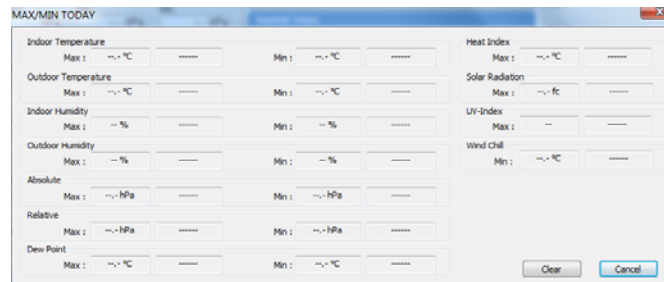 MAX/MIN TODAY
Indoor Temperature
Max : --.- ºC ------ Min : --.- ºC ------
Outdoor Temperature
Max : --.- ºC ------ Min : --.- ºC ------
Indoor Humidity
Max : -- % ------ Min : -- % ------
Outdoor Humidity
Max : -- % ------ Min : -- % ------
Absolute
Max : --.- hPa ------ Min : --.- hPa ------
Relative
Max : --.- hPa ------ Min : --.- hPa ------
Dew Point
Max : --.- ºC ------ Min : --.- ºC ------
Heat Index
Max : --.- ºC ------
Solar Radiation
Max : --.- fc ------
UV-Index
Max : -- ------
Wind Chill
Min : --.- ºC ------
Clear Cancel